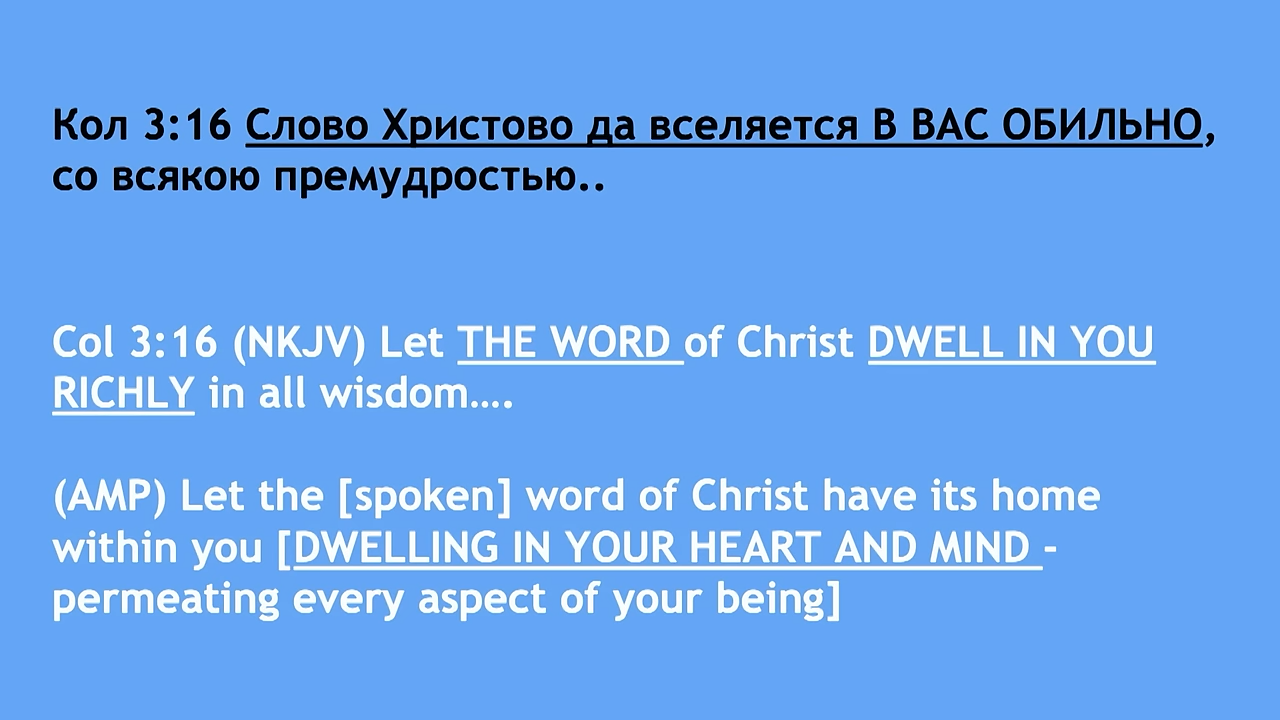 Кол 3:16 Слово Христово да вселяется В ВАС ОБИЛЬНО,
со всякою премудростью..
Col 3:16 (NKJV) Let THE WORD of Christ DWELL IN YOU
RICHLY in all wisdom....
(AMP) Let the [spoken] word of Christ have its home
within you [DWELLING IN YOUR HEART AND MIND -
permeating every aspect of your being]